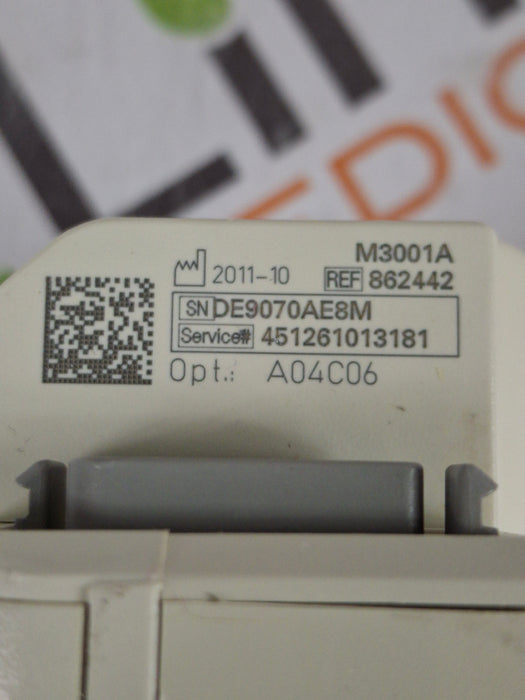 M3001A
2011-10 REF 862442
SN DE9070AE8M
Service# 451261013181
Opt.: A04C06